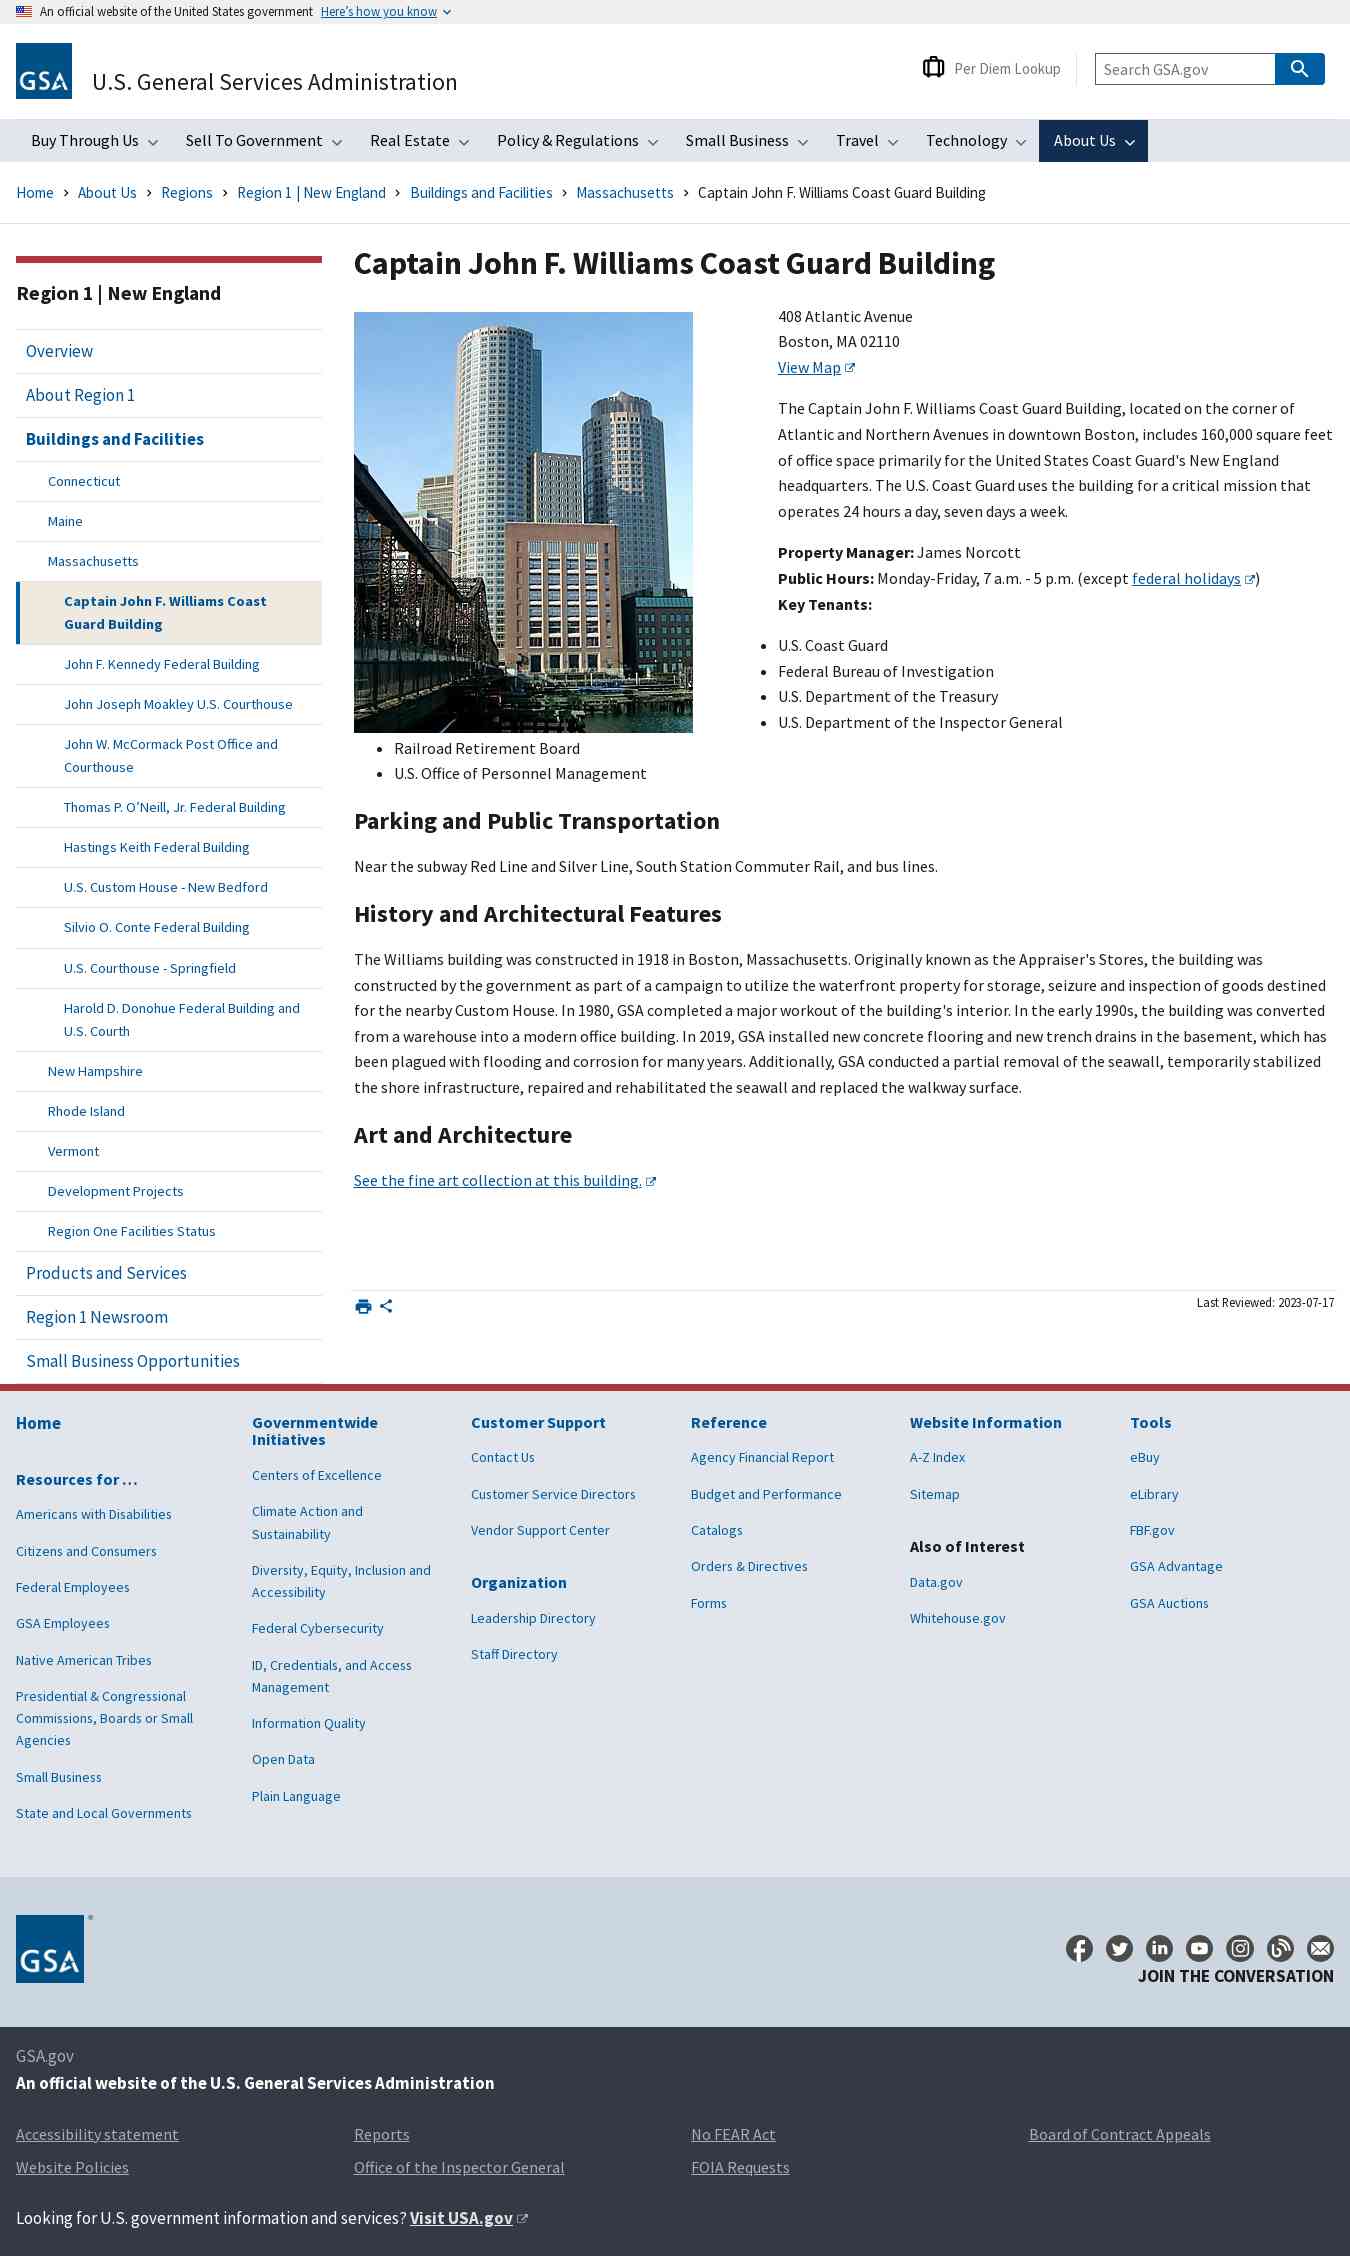 An official website of the United States government Here's how you know
GSA
U.S. General Services Administration
Per Diem Lookup
Search GSA.gov
Buy Through Us Sell To Government Real Estate Policy & Regulations Small Business Travel Technology About Us
Home About Us Regions Region 1 | New England Buildings and Facilities Massachusetts Captain John F. Williams Coast Guard Building
Region 1 | New England
Overview
About Region 1
Buildings and Facilities
Connecticut
Maine
Massachusetts
Captain John F. Williams Coast
Guard Building
John F. Kennedy Federal Building
John Joseph Moakley U.S. Courthouse
John W. McCormack Post Office and
Courthouse
Thomas P. O’Neill, Jr. Federal Building
Hastings Keith Federal Building
U.S. Custom House - New Bedford
Silvio O. Conte Federal Building
U.S. Courthouse - Springfield
Harold D. Donohue Federal Building and
U.S. Courth
New Hampshire
Rhode Island
Vermont
Development Projects
Region One Facilities Status
Products and Services
Region 1 Newsroom
Small Business Opportunities
Captain John F. Williams Coast Guard Building
408 Atlantic Avenue
Boston, MA 02110
View Map
The Captain John F. Williams Coast Guard Building, located on the corner of
Atlantic and Northern Avenues in downtown Boston, includes 160,000 square feet
of office space primarily for the United States Coast Guard's New England
headquarters. The U.S. Coast Guard uses the building for a critical mission that
operates 24 hours a day, seven days a week.
Property Manager: James Norcott
Public Hours: Monday-Friday, 7 a.m. - 5 p.m. (except federal holidays)
Key Tenants:
• U.S. Coast Guard
• Federal Bureau of Investigation
• U.S. Department of the Treasury
• U.S. Department of the Inspector General
• Railroad Retirement Board
• U.S. Office of Personnel Management
Parking and Public Transportation
Near the subway Red Line and Silver Line, South Station Commuter Rail, and bus lines.
History and Architectural Features
The Williams building was constructed in 1918 in Boston, Massachusetts. Originally known as the Appraiser's Stores, the building was
constructed by the government as part of a campaign to utilize the waterfront property for storage, seizure and inspection of goods destined
for the nearby Custom House. In 1980, GSA completed a major workout of the building's interior. In the early 1990s, the building was converted
from a warehouse into a modern office building. In 2019, GSA installed new concrete flooring and new trench drains in the basement, which has
been plagued with flooding and corrosion for many years. Additionally, GSA conducted a partial removal of the seawall, temporarily stabilized
the shore infrastructure, repaired and rehabilitated the seawall and replaced the walkway surface.
Art and Architecture
See the fine art collection at this building.
Last Reviewed: 2023-07-17
Home
Resources for …
Americans with Disabilities
Citizens and Consumers
Federal Employees
GSA Employees
Native American Tribes
Presidential & Congressional
Commissions, Boards or Small
Agencies
Small Business
State and Local Governments
Governmentwide
Initiatives
Centers of Excellence
Climate Action and
Sustainability
Diversity, Equity, Inclusion and
Accessibility
Federal Cybersecurity
ID, Credentials, and Access
Management
Information Quality
Open Data
Plain Language
Customer Support
Contact Us
Customer Service Directors
Vendor Support Center
Organization
Leadership Directory
Staff Directory
Reference
Agency Financial Report
Budget and Performance
Catalogs
Orders & Directives
Forms
Website Information
A-Z Index
Sitemap
Also of Interest
Data.gov
Whitehouse.gov
Tools
eBuy
eLibrary
FBF.gov
GSA Advantage
GSA Auctions
GSA
JOIN THE CONVERSATION
GSA.gov
An official website of the U.S. General Services Administration
Accessibility statement Reports No FEAR Act Board of Contract Appeals
Website Policies Office of the Inspector General FOIA Requests
Looking for U.S. government information and services? Visit USA.gov